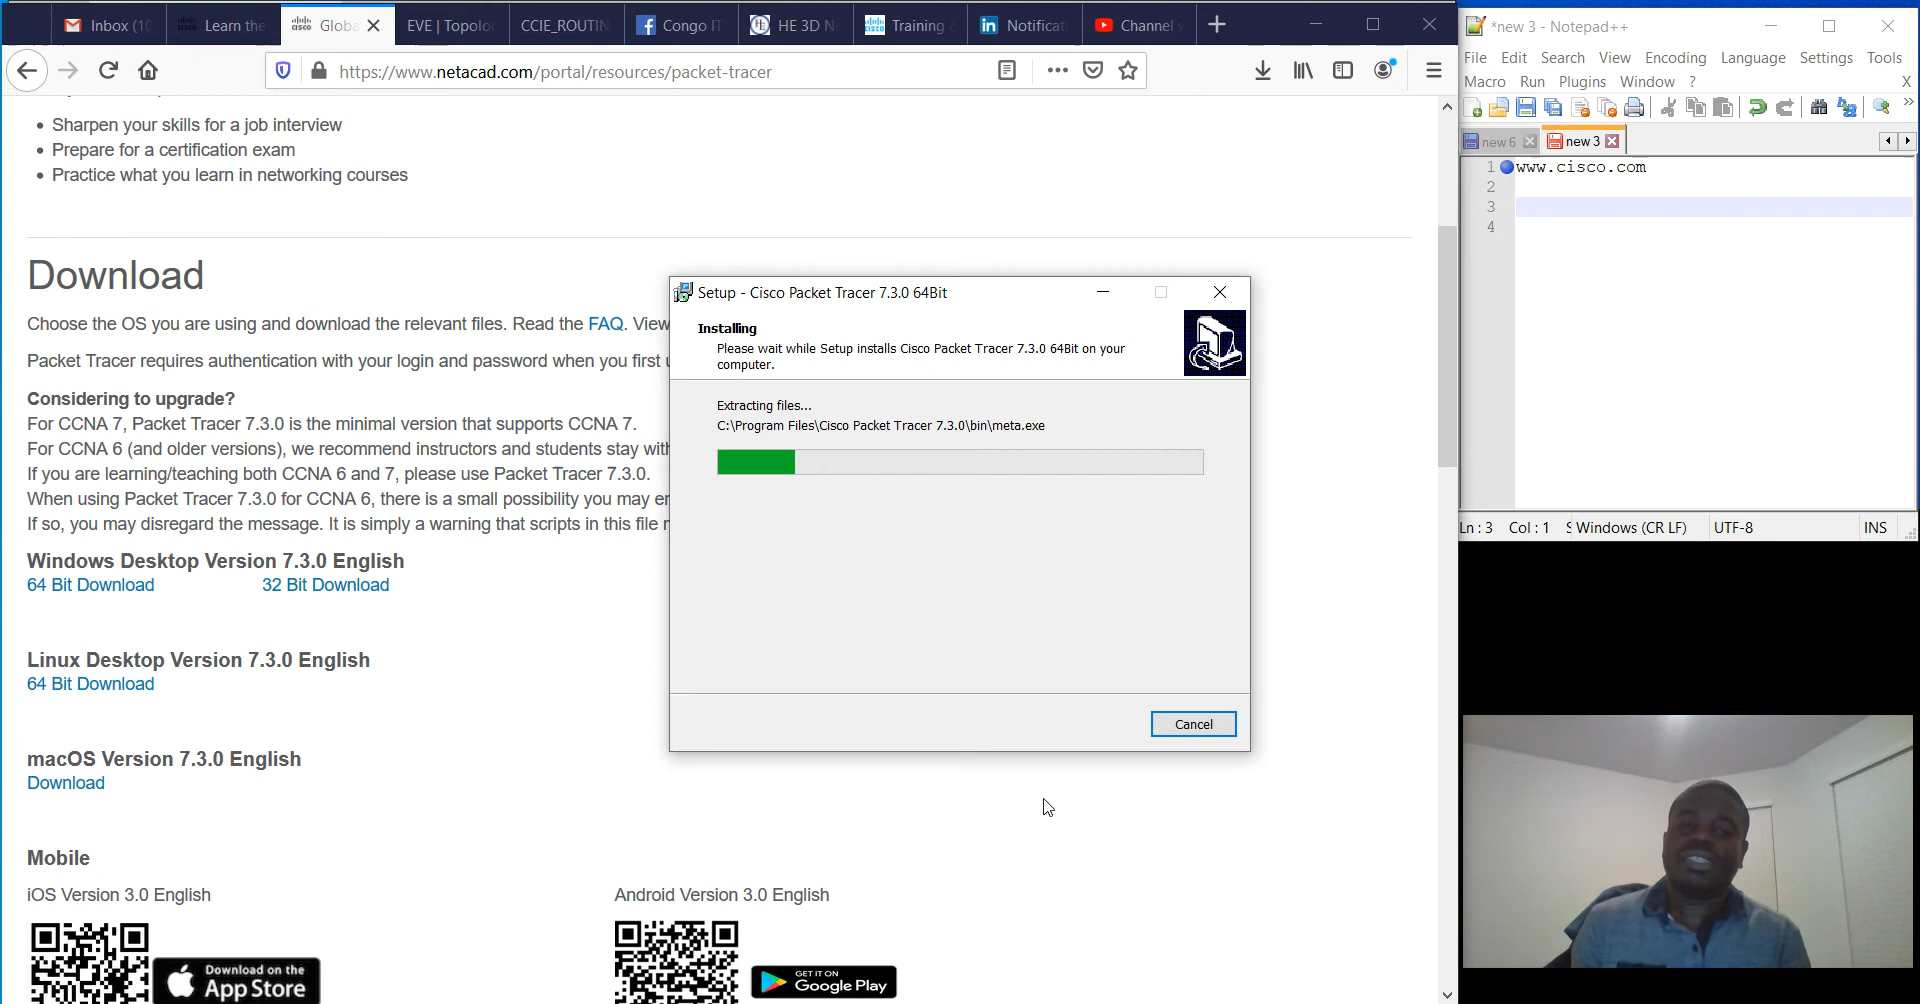 Inbox (10
Learn the
Globa
EVE | Topolo
CCIE_ROUTIN
Congo IT
HE 3D N
Training
Notificat
Channel
https://www.netacad.com/portal/resources/packet-tracer
• Sharpen your skills for a job interview
• Prepare for a certification exam
• Practice what you learn in networking courses
Download
Choose the OS you are using and download the relevant files. Read the FAQ. View
Packet Tracer requires authentication with your login and password when you first
Considering to upgrade?
For CCNA 7, Packet Tracer 7.3.0 is the minimal version that supports CCNA 7.
For CCNA 6 (and older versions), we recommend instructors and students stay with
If you are learning/teaching both CCNA 6 and 7, please use Packet Tracer 7.3.0.
When using Packet Tracer 7.3.0 for CCNA 6, there is a small possibility you may
If so, you may disregard the message. It is simply a warning that scripts in this file
Windows Desktop Version 7.3.0 English
64 Bit Download
32 Bit Download
Linux Desktop Version 7.3.0 English
64 Bit Download
macOS Version 7.3.0 English
Download
Mobile
iOS Version 3.0 English
Android Version 3.0 English
Download on the
App Store
GET IT ON
Google Play
Setup - Cisco Packet Tracer 7.3.0 64Bit
Installing
Please wait while Setup installs Cisco Packet Tracer 7.3.0 64Bit on your
computer.
Extracting files...
C:\Program Files\Cisco Packet Tracer 7.3.0\bin\meta.exe
Cancel
*new 3 - Notepad++
File Edit Search View Encoding Language Settings Tools
Macro Run Plugins Window ? X
new 6
new 3
1 www.cisco.com
2
3
4
Ln : 3 Col : 1 S Windows (CR LF) UTF-8 INS